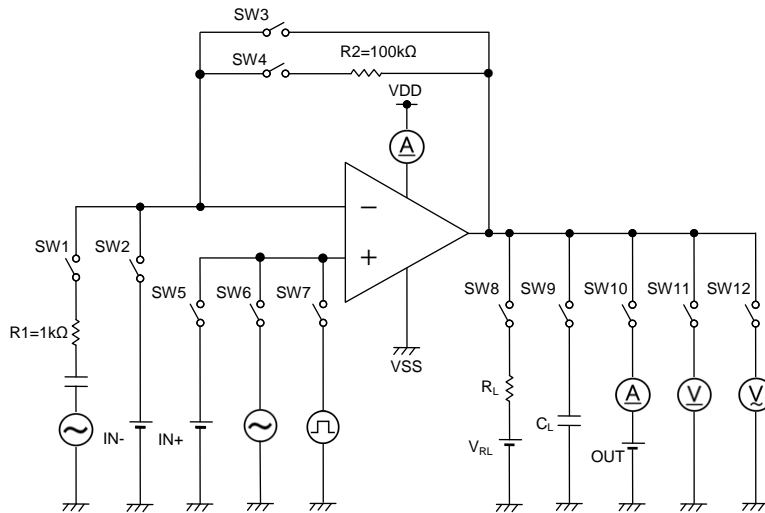 SW3
SW4
R2=100kΩ
VDD
A
SW1
SW2
SW5
SW6
SW7
SW8
SW9
SW10
SW11
SW12
R1=1kΩ
VSS
RL
A
V
V
IN-
IN+
VRL
CL
OUT